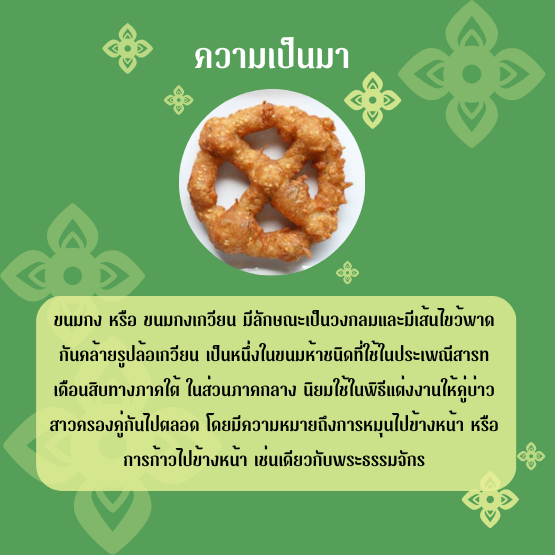 ความเป็นมา
ขนมกง หรือ ขนมกงเกวียน มีลักษณะเป็นวงกลมและมีเส้นไขว้พาด
กันคล้ายรูปล้อเกวียน เป็นหนึ่งในขนมห้าชนิดที่ใช้ในประเพณีสารท
เดือนสิบทางภาคใต้ ในส่วนภาคกลาง นิยมใช้ในพิธีแต่งงานให้คู่บ่าว
สาวครองคู่กันไปตลอด โดยมีความหมายถึงการหมุนไปข้างหน้า หรือ
การก้าวไปข้างหน้า เช่นเดียวกับพระธรรมจักร